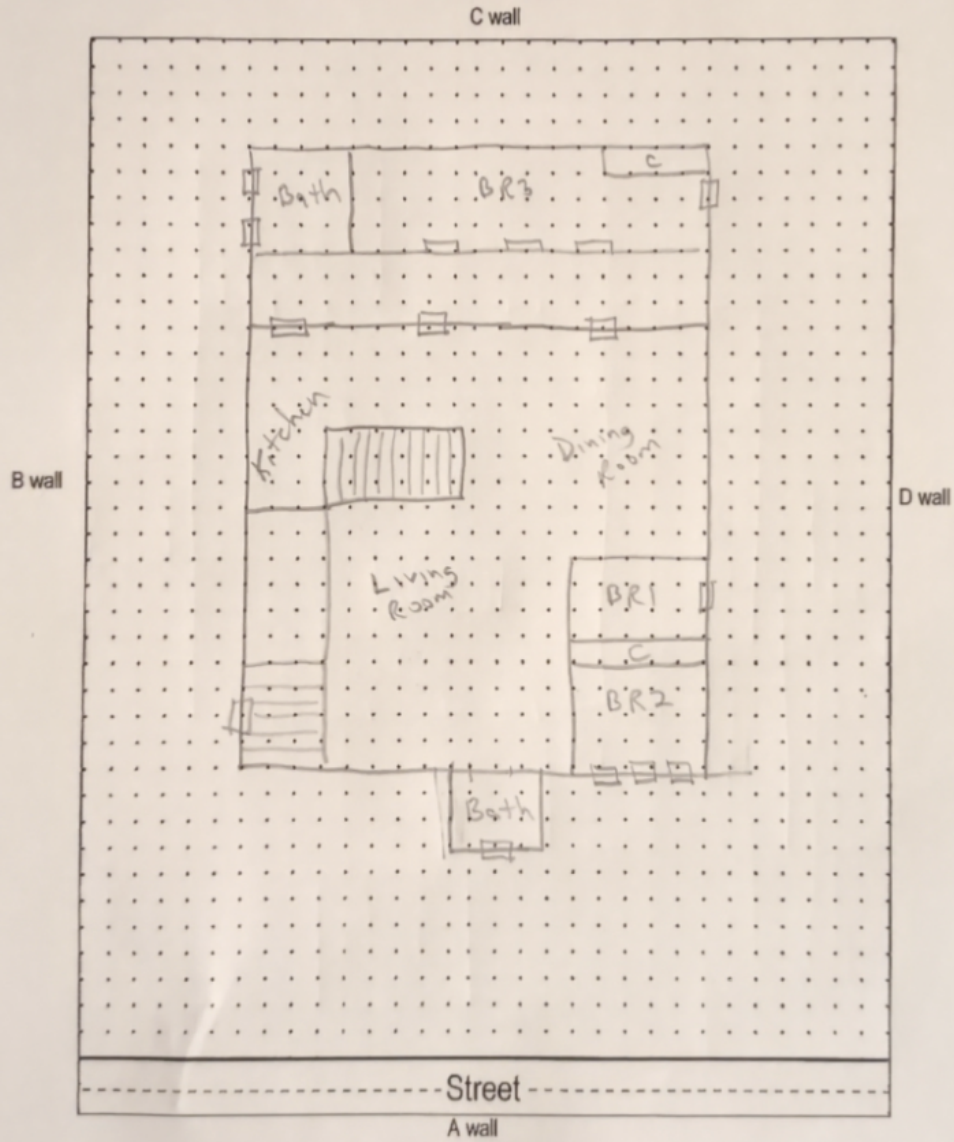 C wall
C
Bath
BR3
Kitchen
Dining
Room
B wall
D wall
Living
Room
BR1
C
BR2
Bath
Street
A wall